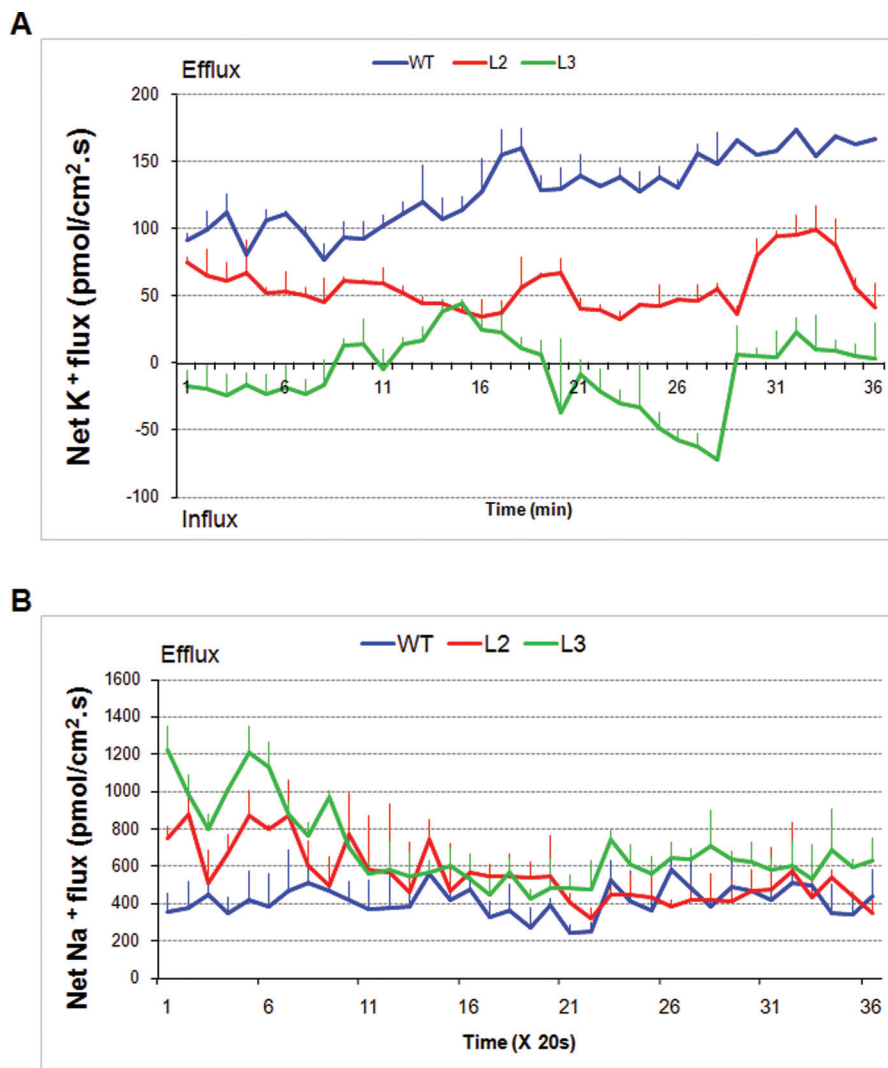 A
Efflux
WT L2 L3
Net K⁺ flux (pmol/cm².s)
200
150
100
50
0
1 6 11 16 21 26 31 36
-50
-100
Time (min)
Influx
B
Efflux
WT L2 L3
Net Na⁺ flux (pmol/cm².s)
1600
1400
1200
1000
800
600
400
200
0
1 6 11 16 21 26 31 36
Time (X 20s)